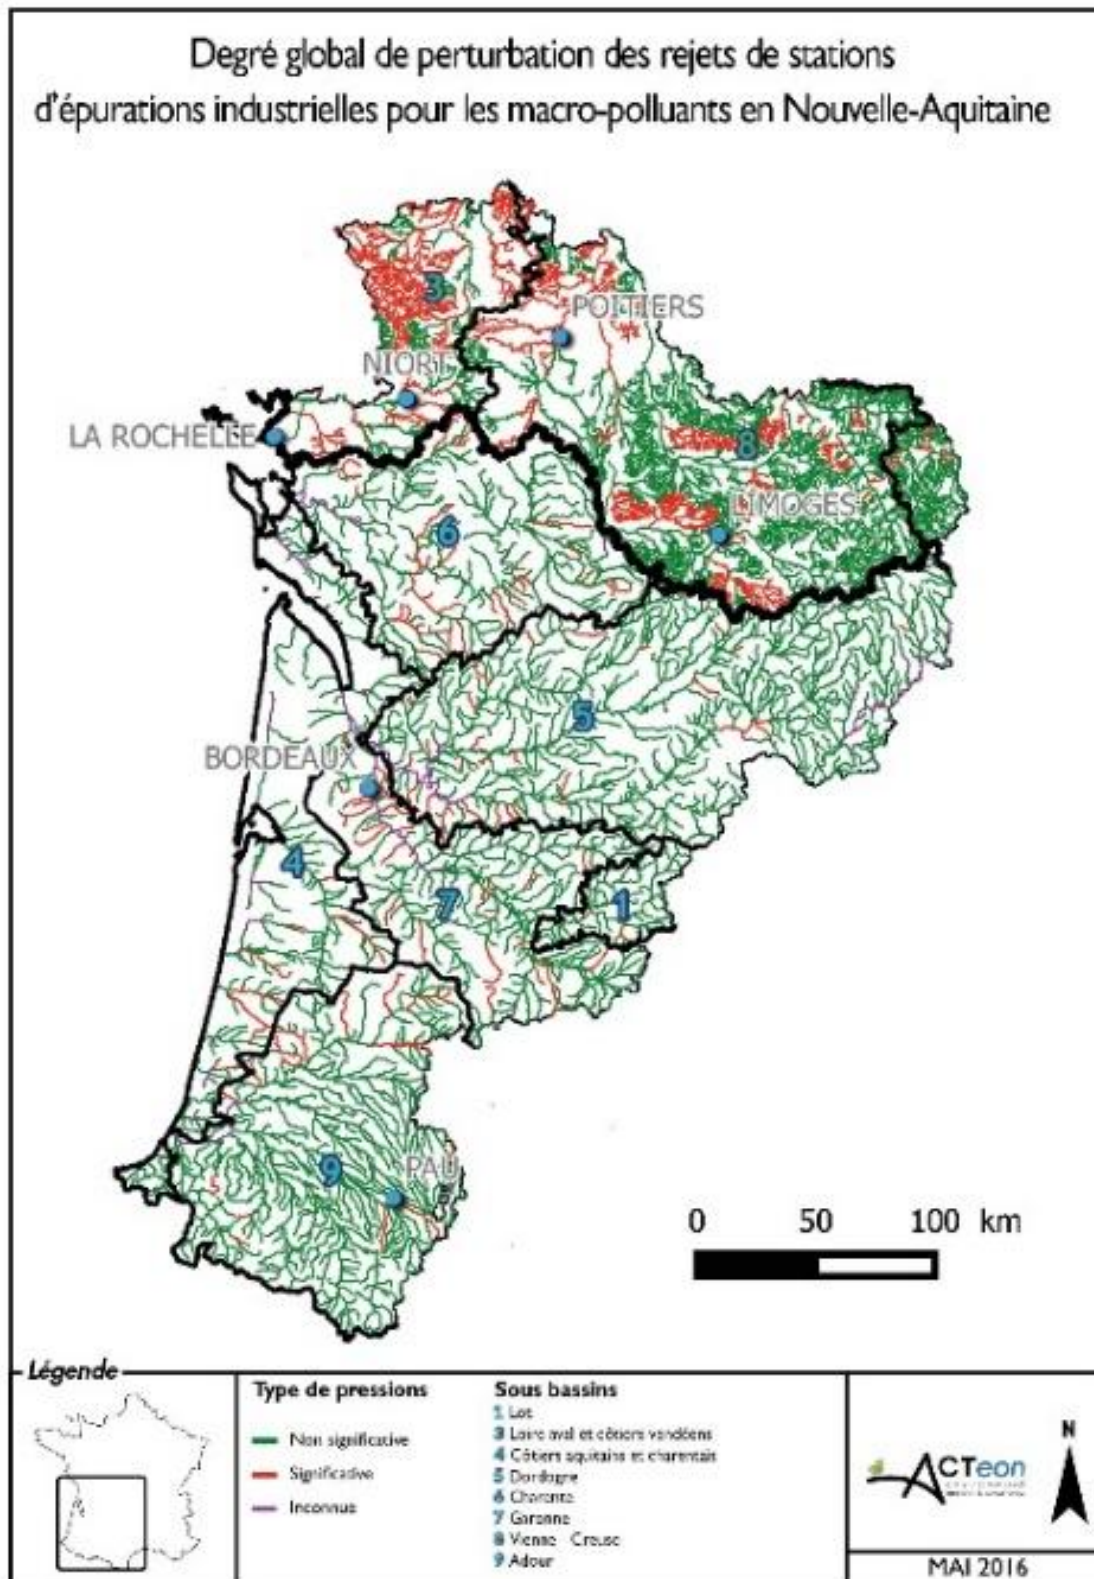 Degré global de perturbation des rejets de stations
d'épurations industrielles pour les macro-polluants en Nouvelle-Aquitaine
3
POITIERS
NIORT
LA ROCHELLE
8
LIMOGES
6
5
BORDEAUX
4
7
1
9
PAU
0 50 100 km
Légende
Type de pressions
Non significative
Significative
Inconnue
Sous bassins
1 Lot
3 Loire aval et côtiers vendéens
4 Côtiers aquitains et charentais
5 Dordogne
6 Charente
7 Garonne
8 Vienne - Creuse
9 Adour
ACTeon
N
MAI 2016